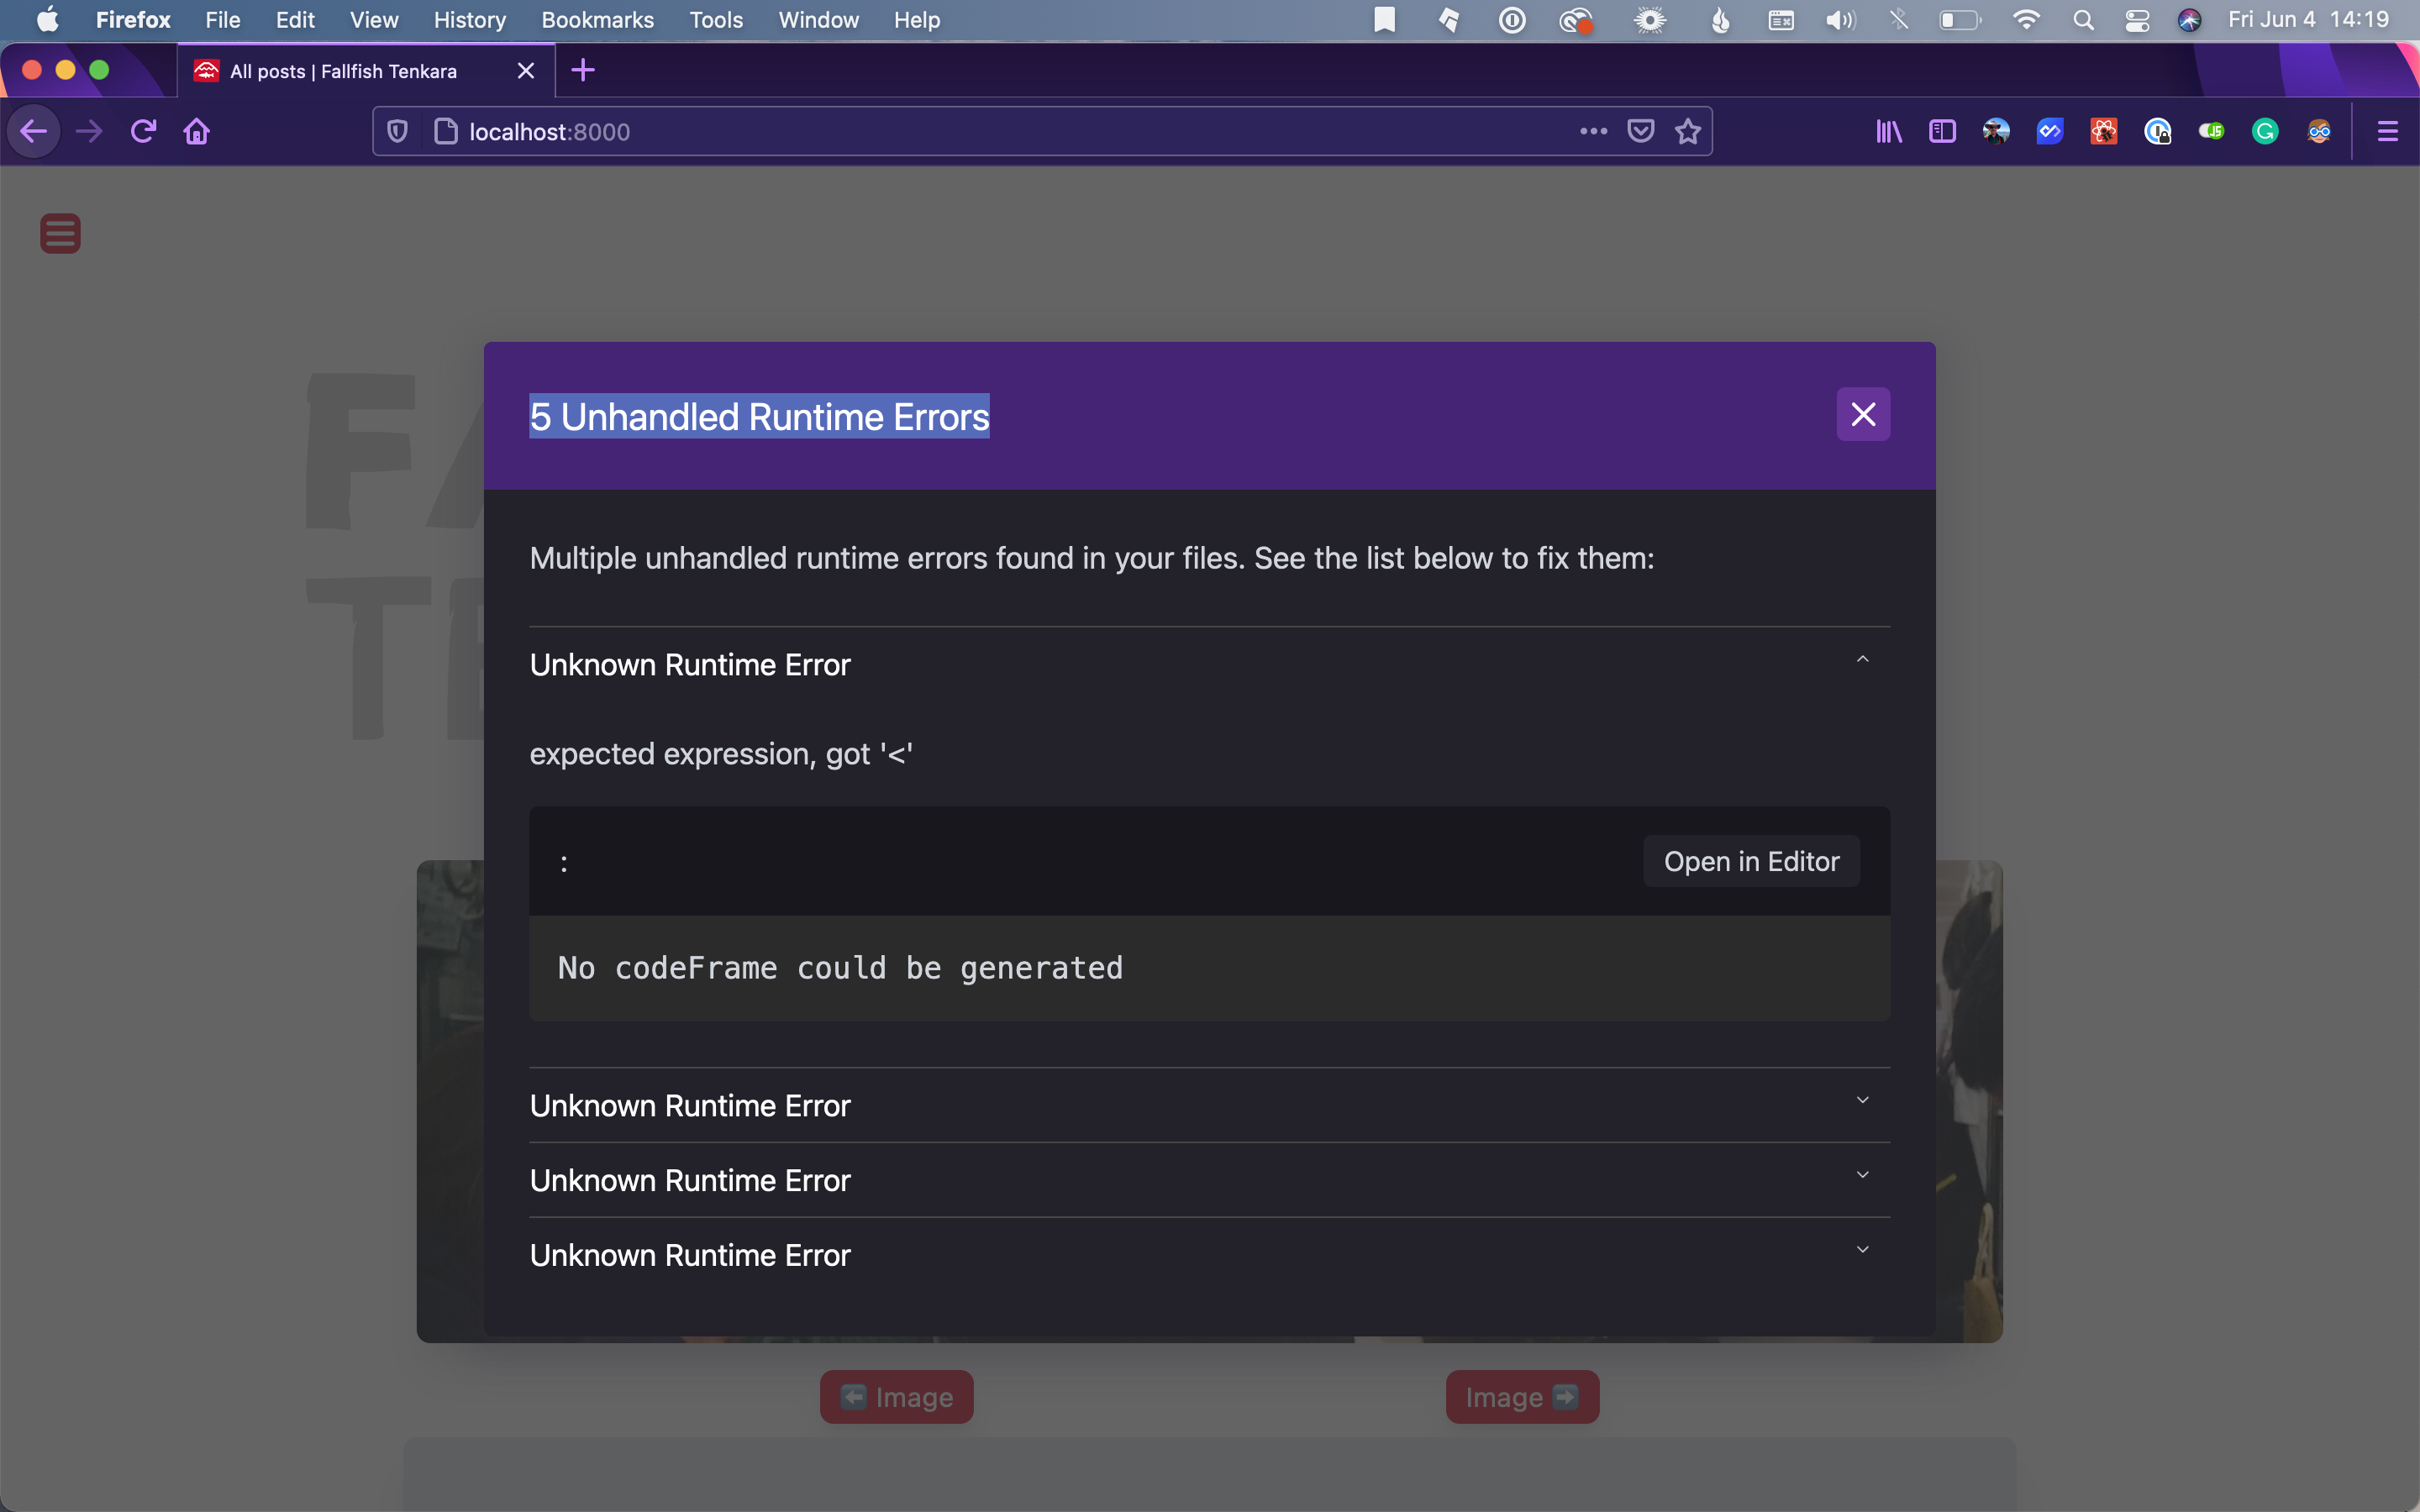 Firefox File Edit View History Bookmarks Tools Window Help Fri Jun 4 14:19
All posts | Fallfish Tenkara
localhost:8000
FA
TE
5 Unhandled Runtime Errors
Multiple unhandled runtime errors found in your files. See the list below to fix them:
Unknown Runtime Error
expected expression, got '<'
: Open in Editor
No codeFrame could be generated
Unknown Runtime Error
Unknown Runtime Error
Unknown Runtime Error
⬅️ Image Image ➡️